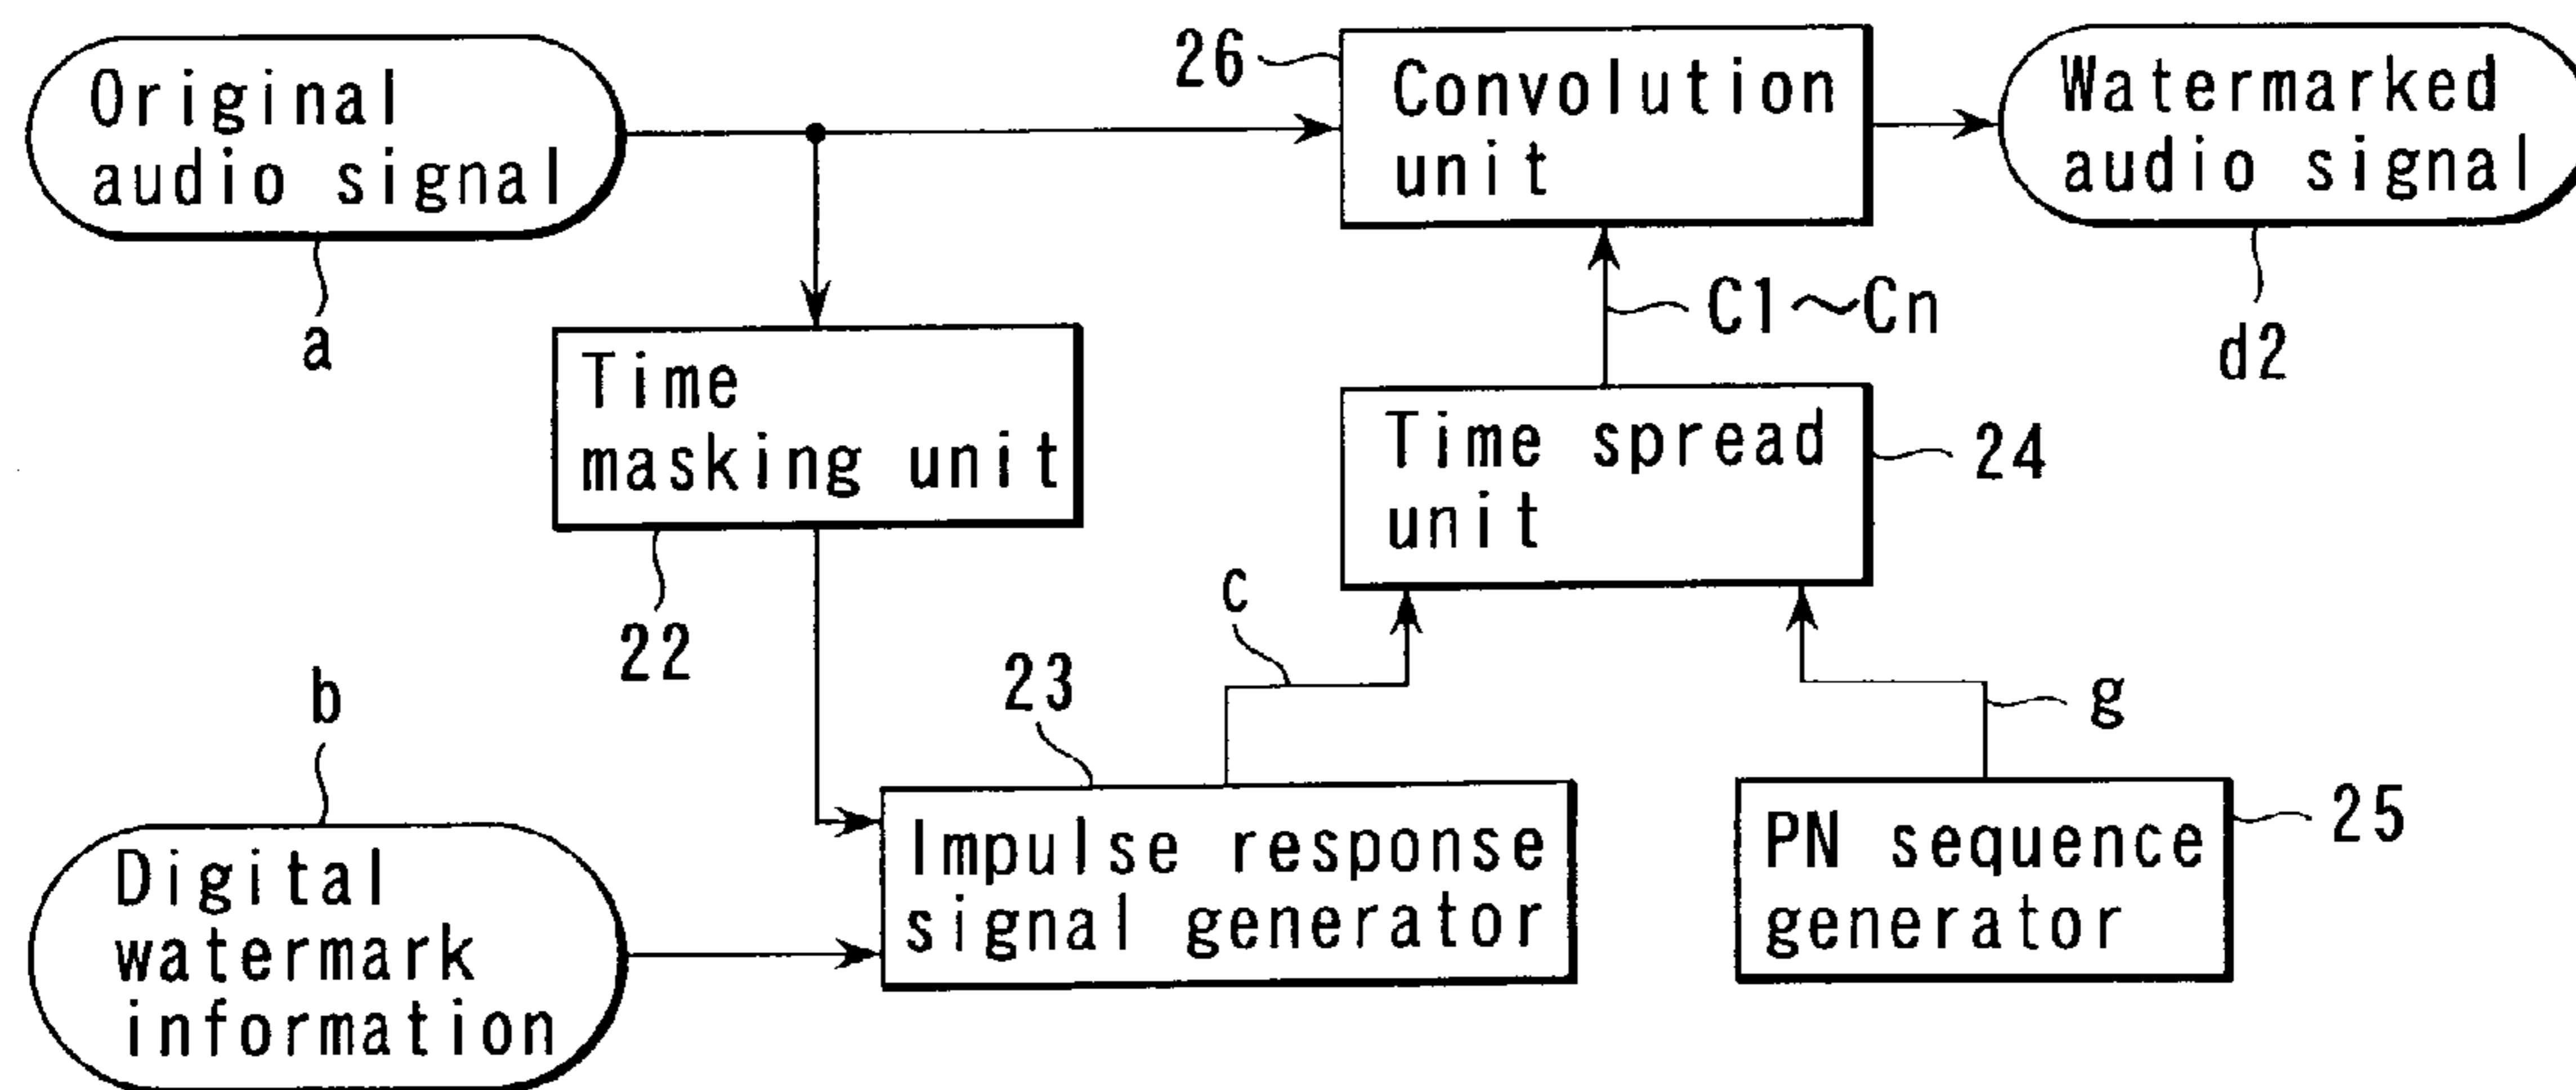 Original
audio signal
a
26
Convolution
unit
Watermarked
audio signal
d2
C1~Cn
Time
masking unit
22
Time spread
unit
24
c
g
23
b
Digital
watermark
information
Impulse response
signal generator
PN sequence
generator
25